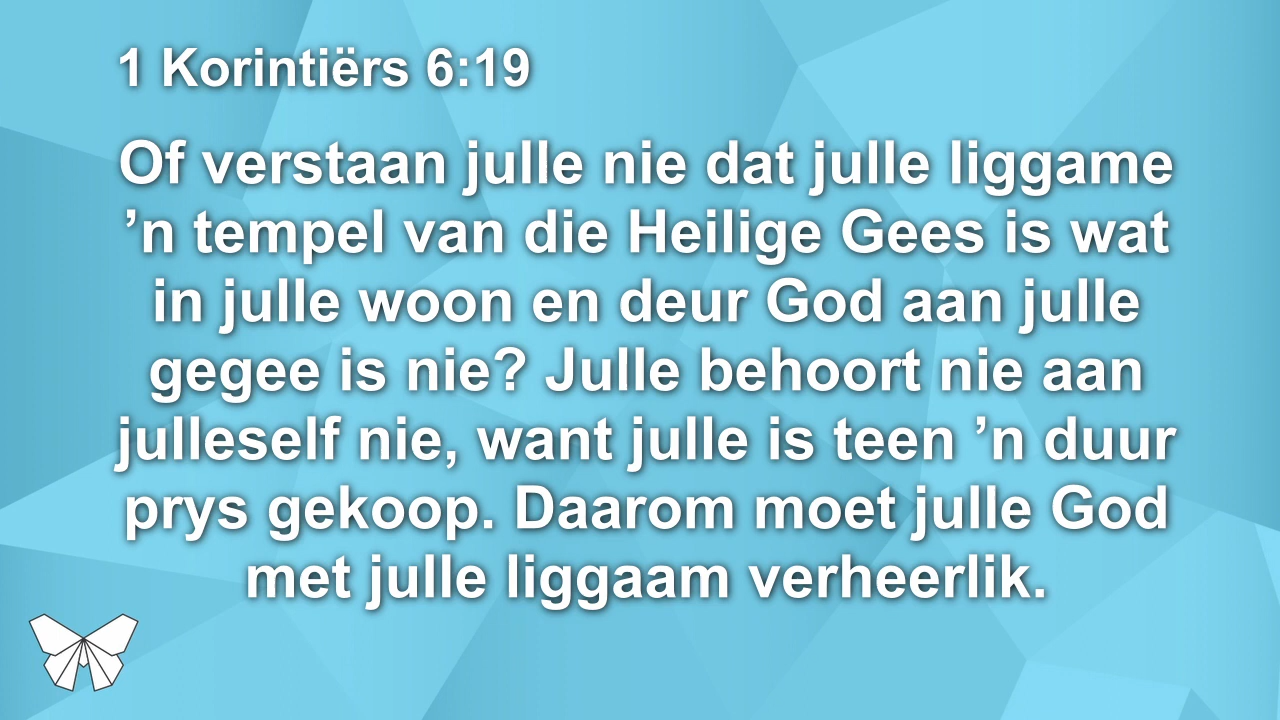 1 Korintiërs 6:19
Of verstaan julle nie dat julle liggame
’n tempel van die Heilige Gees is wat
in julle woon en deur God aan julle
gegee is nie? Julle behoort nie aan
julleself nie, want julle is teen ’n duur
prys gekoop. Daarom moet julle God
met julle liggaam verheerlik.